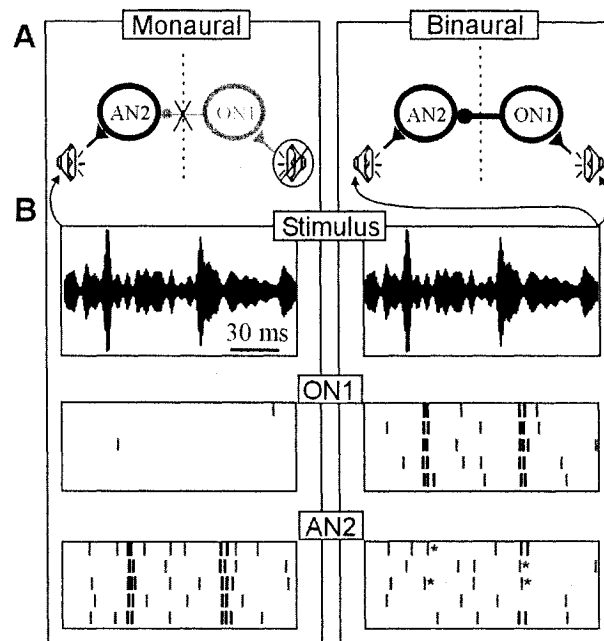 A
Monaural
Binaural
AN2
ON1
AN2
ON1
B
Stimulus
30 ms
ON1
AN2
*
*
*